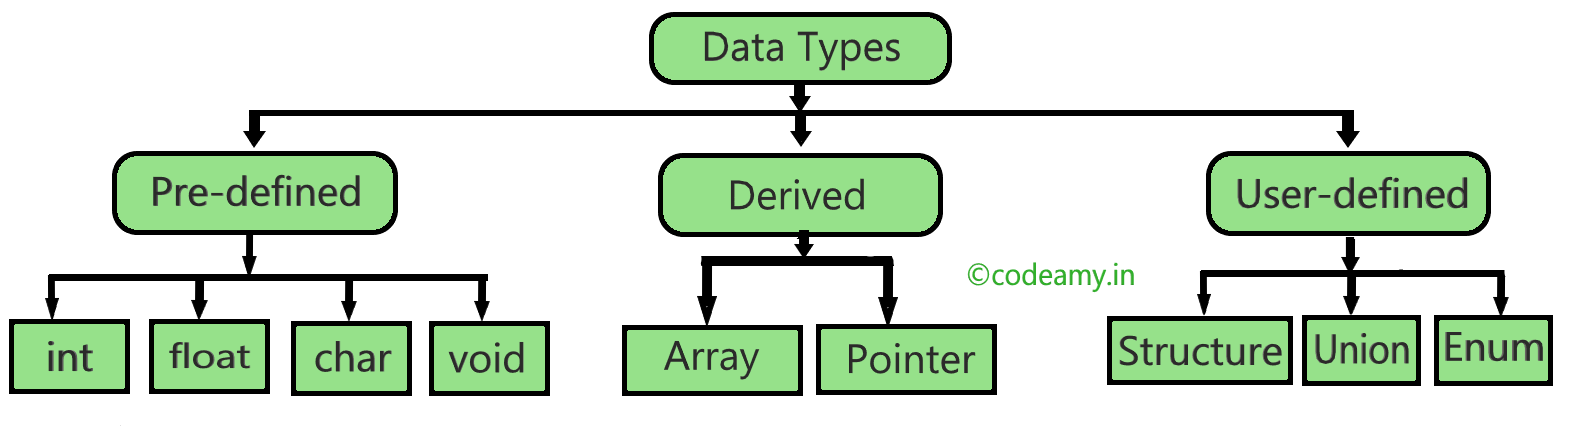 Data Types
Pre-defined
Derived
User-defined
©codeamy.in
int
float
char
void
Array
Pointer
Structure
Union
Enum